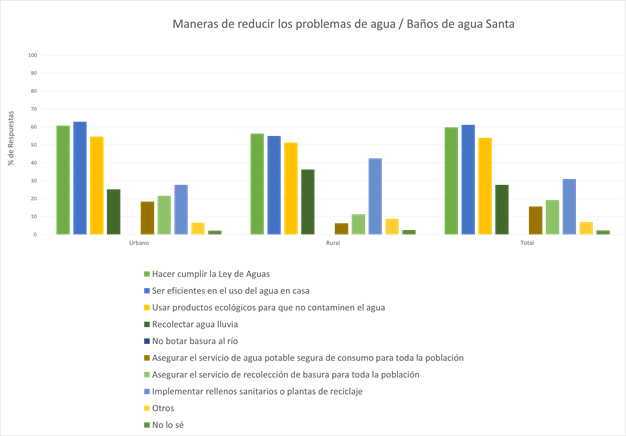 Maneras de reducir los problemas de agua / Baños de agua Santa
% de Respuestas
100
90
80
70
60
50
40
30
20
10
0
Urbano Rural Total
Hacer cumplir la Ley de Aguas
Ser eficientes en el uso del agua en casa
Usar productos ecológicos para que no contaminen el agua
Recolectar agua lluvia
No botar basura al río
Asegurar el servicio de agua potable segura de consumo para toda la población
Asegurar el servicio de recolección de basura para toda la población
Implementar rellenos sanitarios o plantas de reciclaje
Otros
No lo sé